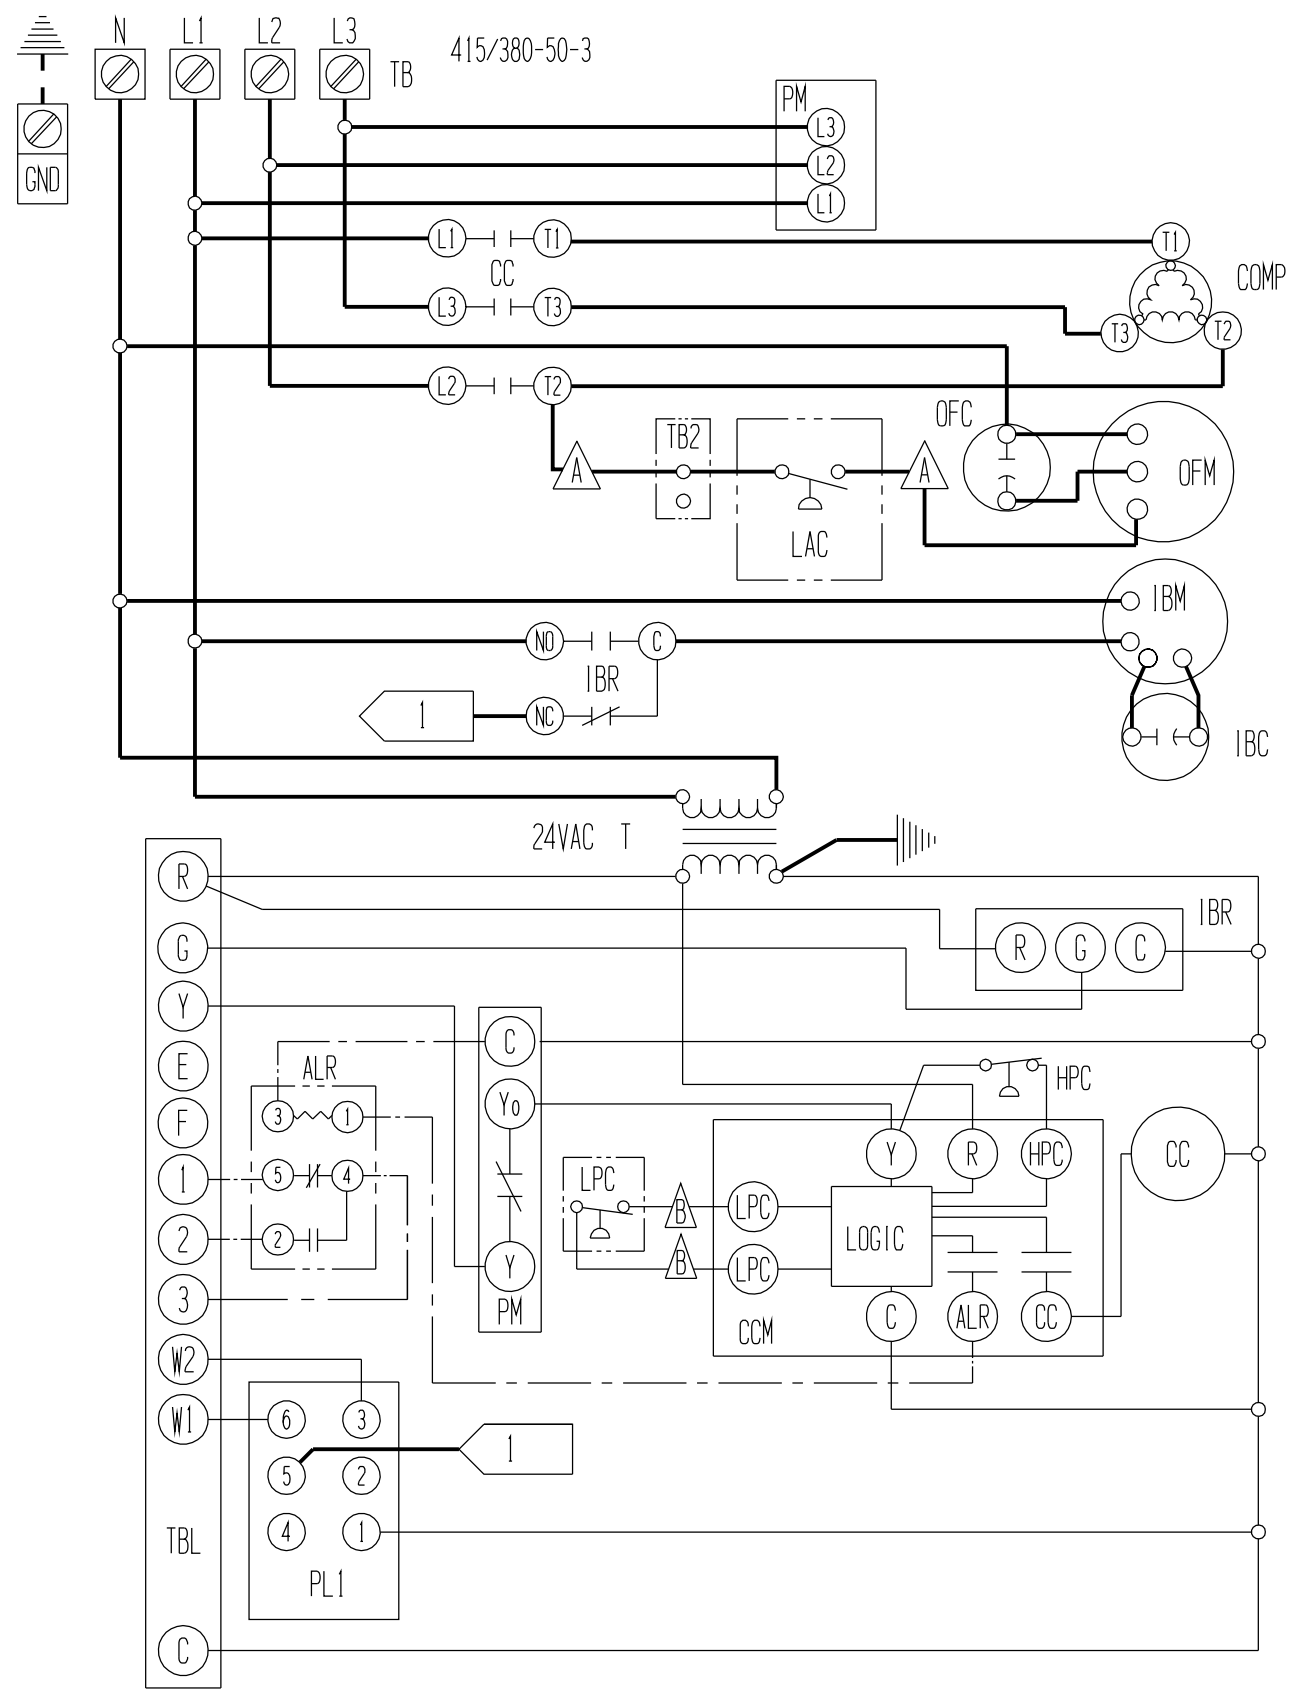 N L1 L2 L3
415/380-50-3
TB
PM
L3
GND
L2
L1
L1 T1
T1
CC
COMP
L3 T3
T3 T2
L2 T2
OFC
TB2
A A
OFM
LAC
IBM
NO C
IBR
1 NC
IBC
24VAC T
R
IBR
G
R G C
Y
C
ALR
E
HPC
3 1
Y0
F
Y R HPC
CC
LPC
1 5 4
B LPC
2 2
LOGIC
B LPC
Y
3
PM
C ALR CC
CCM
W2
W1 6 3
1
5 2
4 1
TBL
PL1
C